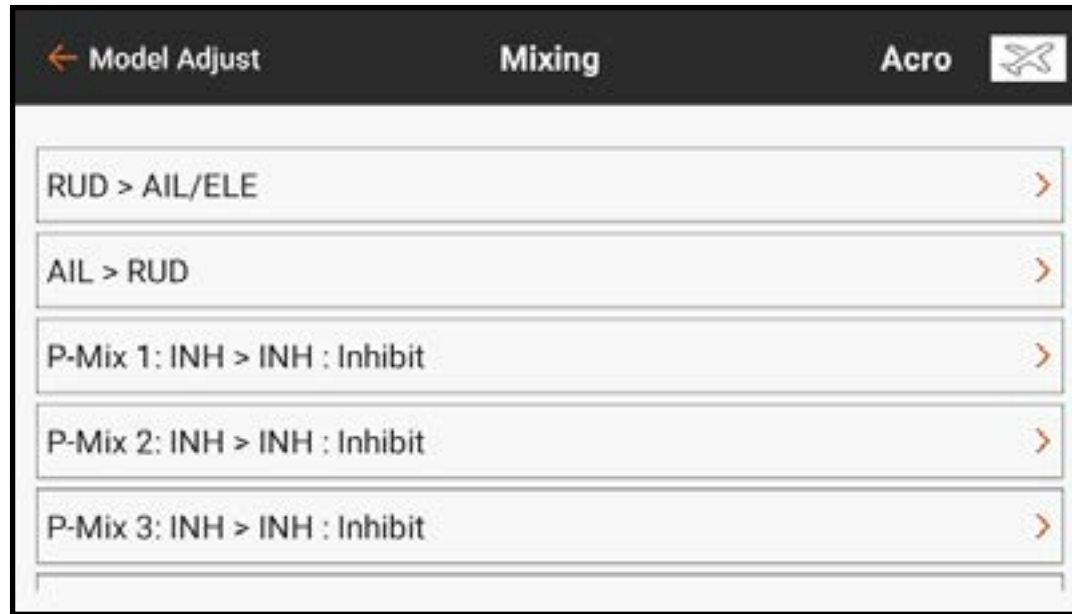 Model Adjust Mixing Acro
RUD > AIL/ELE
AIL > RUD
P-Mix 1: INH > INH : Inhibit
P-Mix 2: INH > INH : Inhibit
P-Mix 3: INH > INH : Inhibit